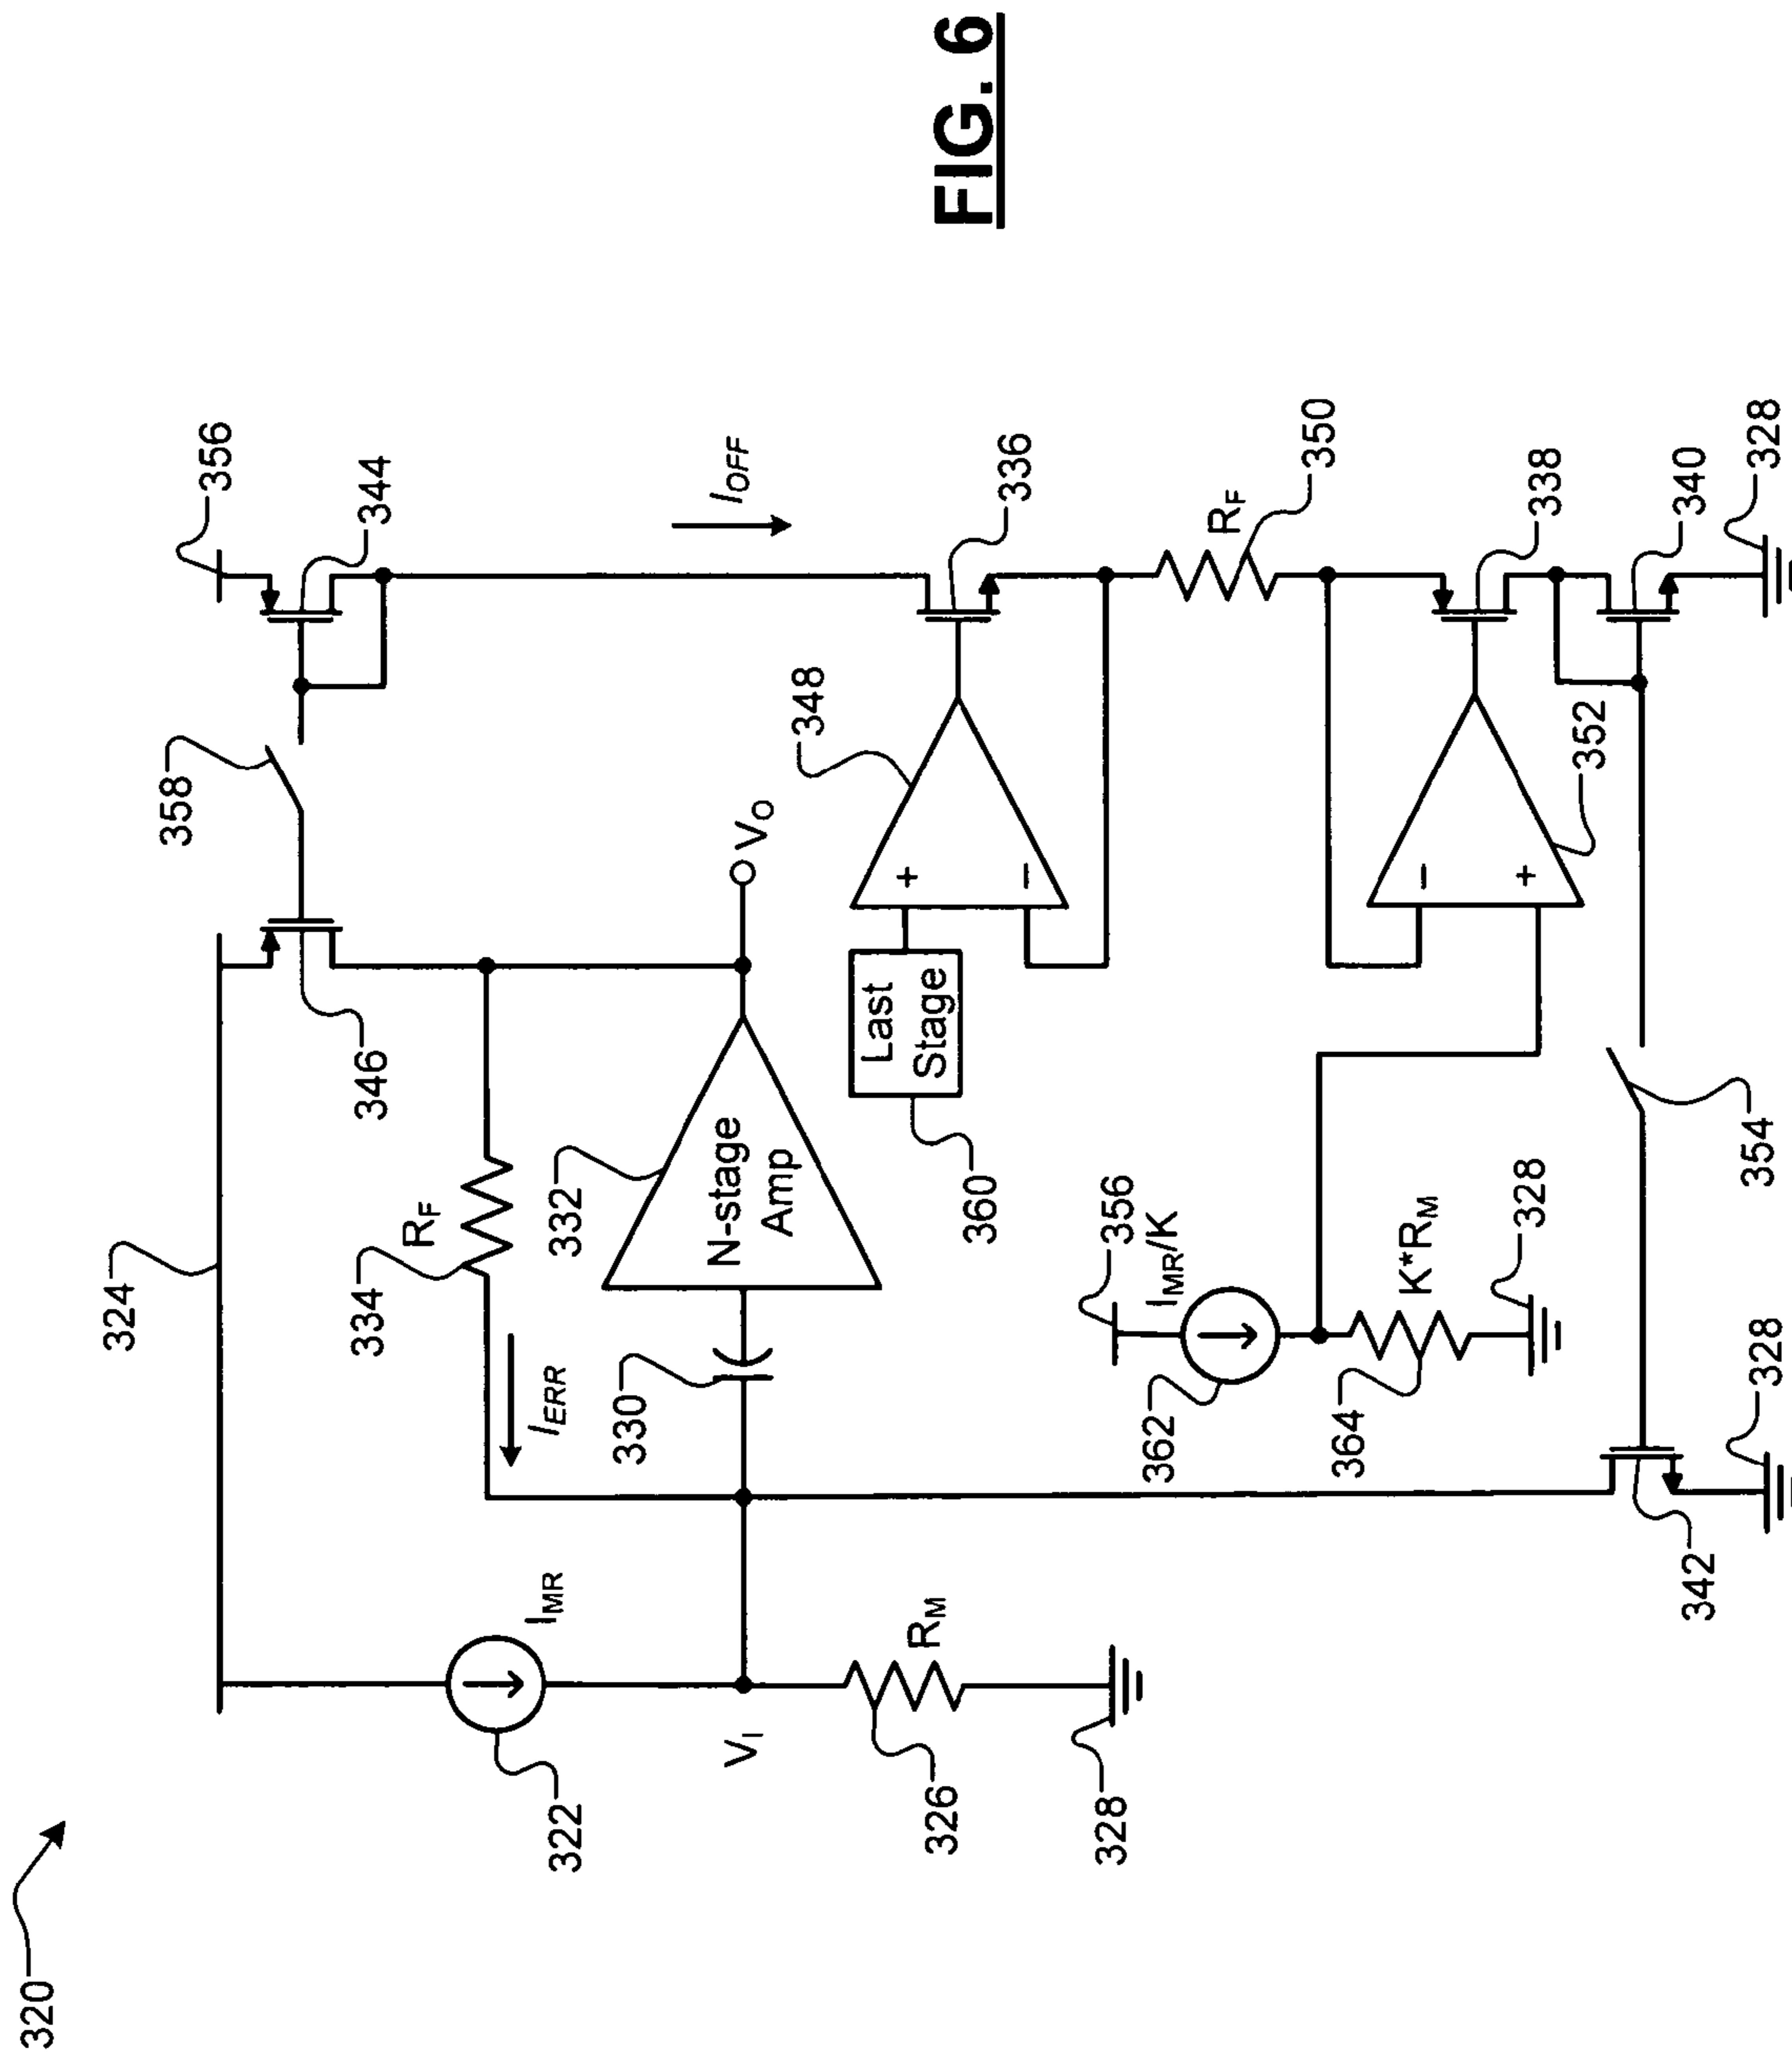 FIG. 6
320
324
358
356
344
346
I_OFF
334
R_F
I_ERR
332
N-stage
Amp
330
V_O
348
+
−
336
Last
Stage
360
R_F
350
322
I_MR
V_I
326
R_M
328
356
I_MR/K
362
K*R_M
364
328
−
+
352
338
340
328
354
342
328